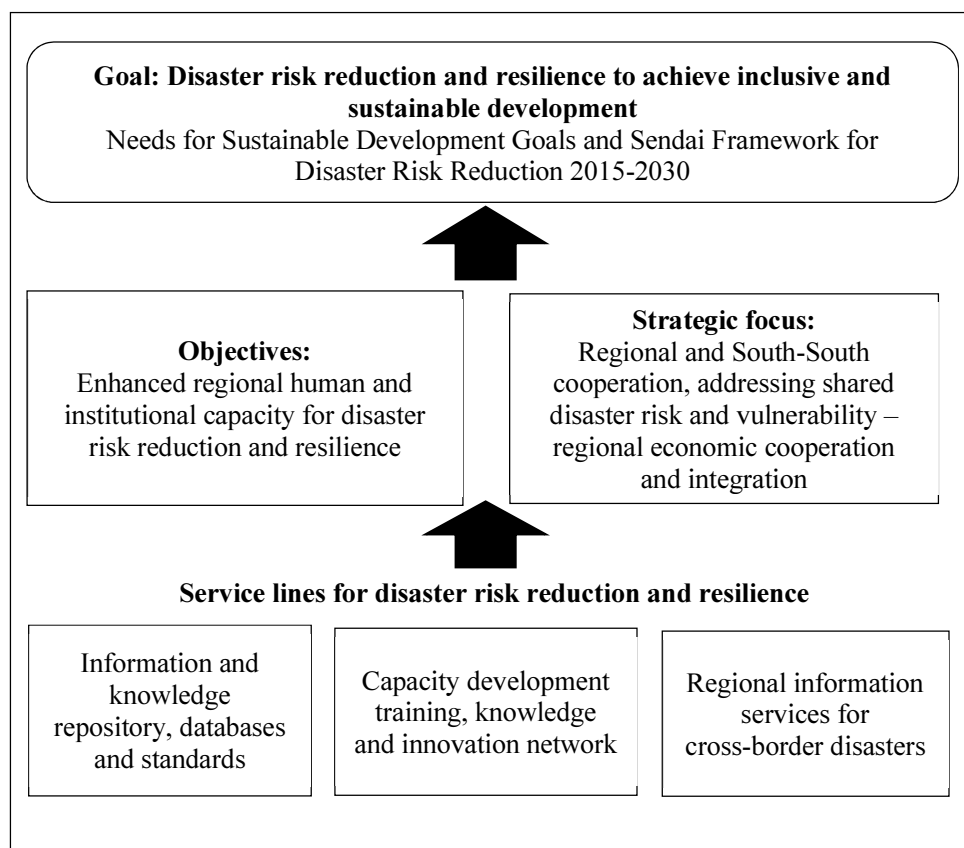 Goal: Disaster risk reduction and resilience to achieve inclusive and
sustainable development
Needs for Sustainable Development Goals and Sendai Framework for
Disaster Risk Reduction 2015-2030
Objectives:
Enhanced regional human and
institutional capacity for disaster
risk reduction and resilience
Strategic focus:
Regional and South-South
cooperation, addressing shared
disaster risk and vulnerability –
regional economic cooperation
and integration
Service lines for disaster risk reduction and resilience
Information and
knowledge
repository, databases
and standards
Capacity development
training, knowledge
and innovation network
Regional information
services for
cross-border disasters